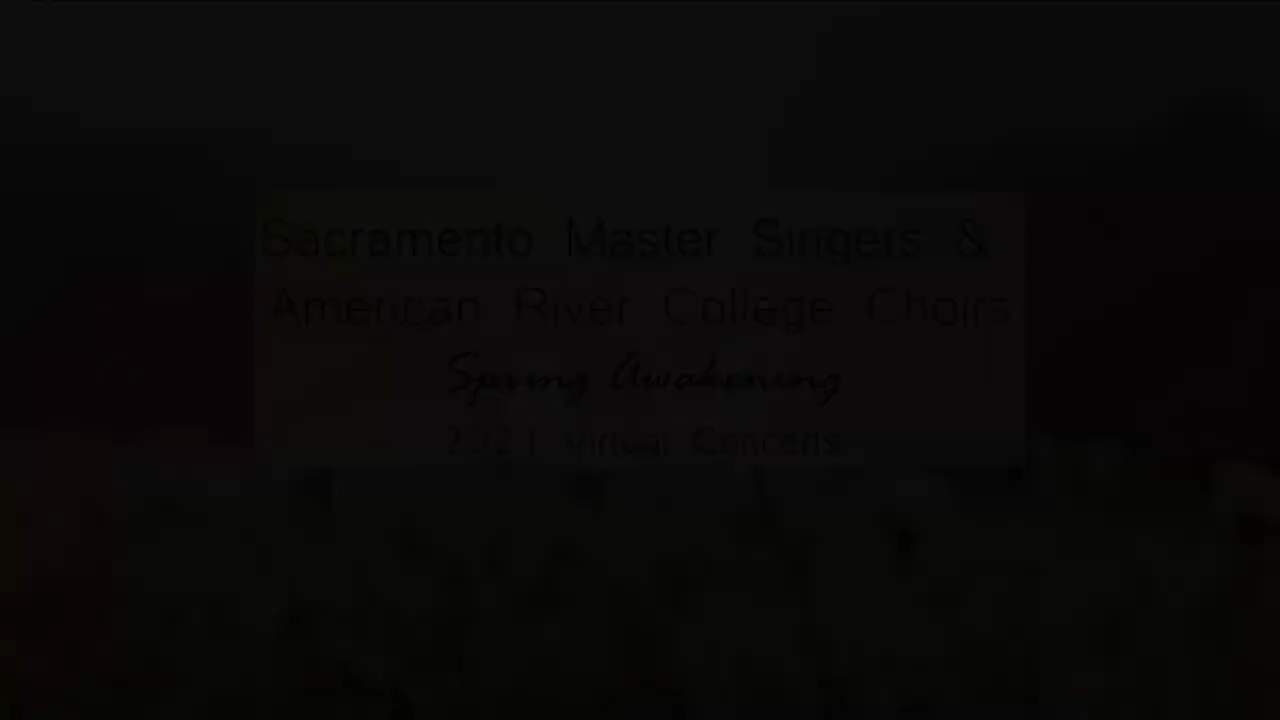 Sacramento Master Singers &
American River College Choirs
Spring Awakening
2021 Virtual Concerts